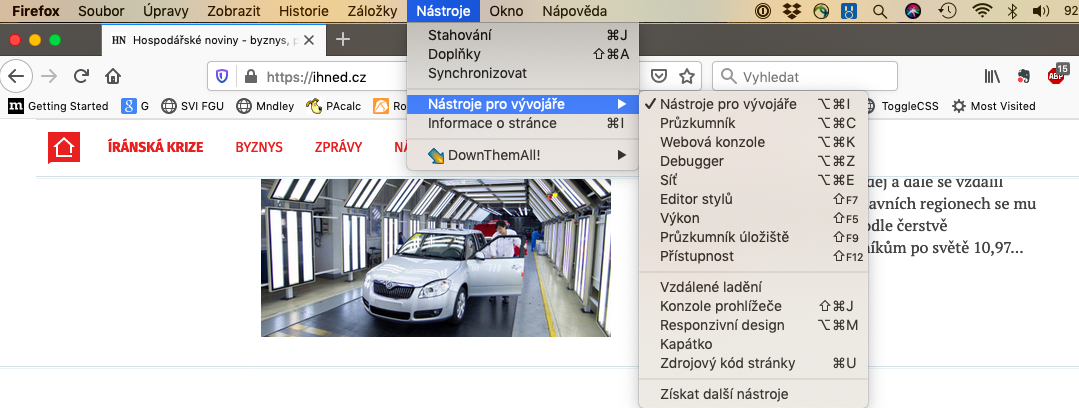 Firefox Soubor Úpravy Zobrazit Historie Záložky Nástroje Okno Nápověda 92
HN Hospodářské noviny - byznys, p
https://ihned.cz
Vyhledat
15
ABP
Getting Started G SVI FGU Mndley PAcalc Ro ToggleCSS Most Visited
Stahování ⌘J
Doplňky ⇧⌘A
Synchronizovat
Nástroje pro vývojáře
Informace o stránce ⌘I
DownThemAll!
✓ Nástroje pro vývojáře ⌥⌘I
Průzkumník ⌥⌘C
Webová konzole ⌥⌘K
Debugger ⌥⌘Z
Síť ⌥⌘E
Editor stylů ⇧F7
Výkon ⇧F5
Průzkumník úložiště ⇧F9
Přístupnost ⇧F12
Vzdálené ladění
Konzole prohlížeče ⇧⌘J
Responzivní design ⌥⌘M
Kapátko
Zdrojový kód stránky ⌘U
Získat další nástroje
ÍRÁNSKÁ KRIZE BYZNYS ZPRÁVY
dej a dále se vzdálil
avních regionech se mu
odle čerstvě
níkům po světě 10,97...